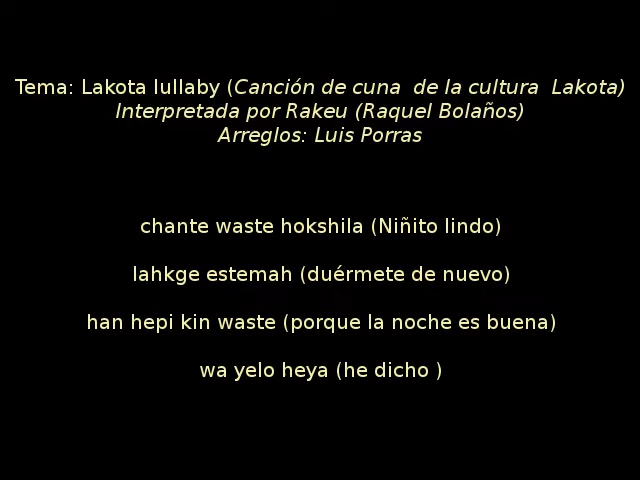 Tema: Lakota lullaby (Canción de cuna de la cultura Lakota)
Interpretada por Rakeu (Raquel Bolaños)
Arreglos: Luis Porras
chante waste hokshila (Niñito lindo)
lahkge estemah (duérmete de nuevo)
han hepi kin waste (porque la noche es buena)
wa yelo heya (he dicho )